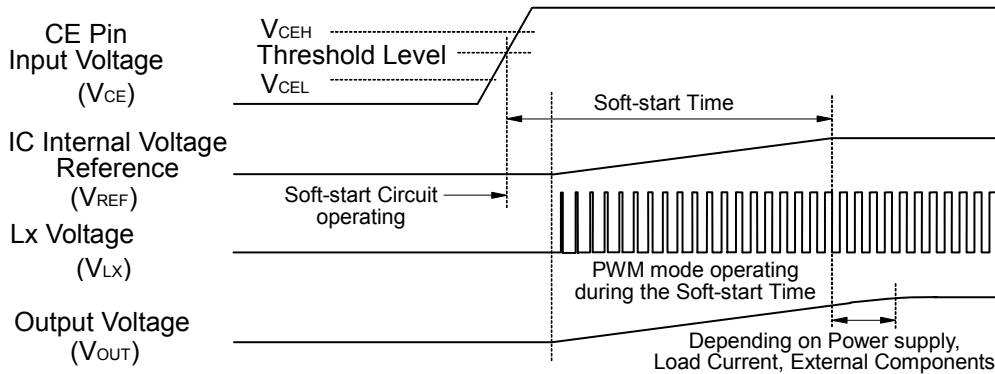 CE Pin
Input Voltage
(VCE)
VCEH
Threshold Level
VCEL
Soft-start Time
IC Internal Voltage
Reference
(VREF)
Soft-start Circuit
operating
Lx Voltage
(VLX)
PWM mode operating
during the Soft-start Time
Output Voltage
(VOUT)
Depending on Power supply,
Load Current, External Components